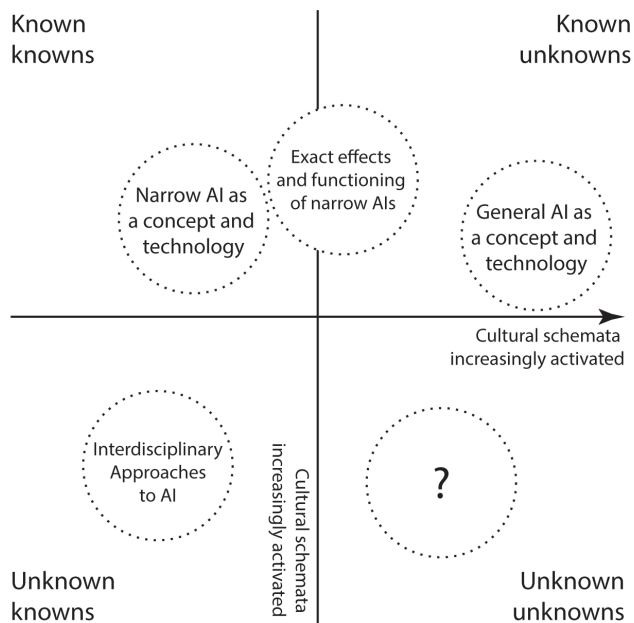 Known
knowns
Known
unknowns
Exact effects
and functioning
of narrow AIs
Narrow AI as
a concept and
technology
General AI as
a concept and
technology
Cultural schemata
increasingly activated
Interdisciplinary
Approaches
to AI
Cultural schemata
increasingly activated
?
Unknown
knowns
Unknown
unknowns